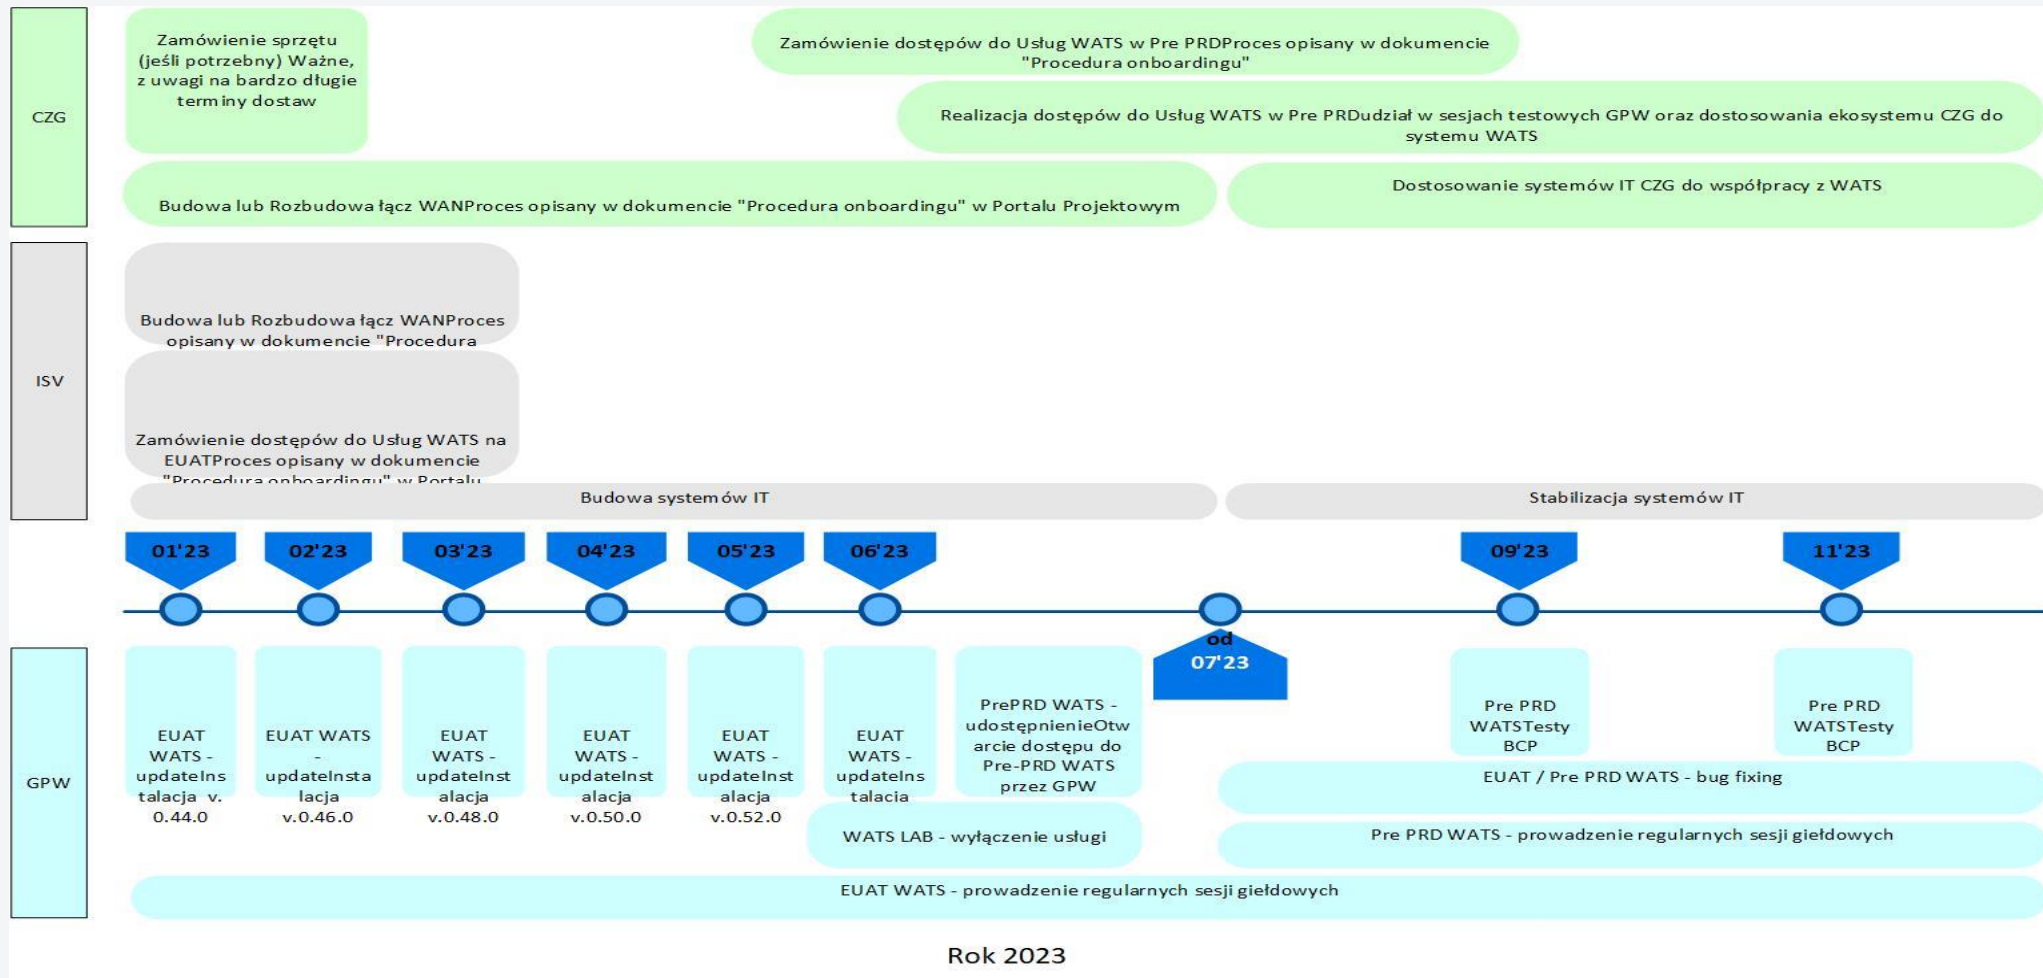 CZG
Zamówienie sprzętu
(jeśli potrzebny) Ważne,
z uwagi na bardzo długie
terminy dostaw
Zamówienie dostępów do Usług WATS w Pre PRDProces opisany w dokumencie
"Procedura onboardingu"
Realizacja dostępów do Usług WATS w Pre PRDudział w sesjach testowych GPW oraz dostosowania ekosystemu CZG do
systemu WATS
Budowa lub Rozbudowa łącz WANProces opisany w dokumencie "Procedura onboardingu" w Portalu Projektowym
Dostosowanie systemów IT CZG do współpracy z WATS
ISV
Budowa lub Rozbudowa łącz WANProces
opisany w dokumencie "Procedura
Zamówienie dostępów do Usług WATS na
EUATProces opisany w dokumencie
"Procedura onboardingu" w Portalu
Budowa systemów IT
Stabilizacja systemów IT
01'23
02'23
03'23
04'23
05'23
06'23
09'23
11'23
od
07'23
GPW
EUAT
WATS -
updateIns
talacja v.
0.44.0
EUAT WATS
-
updateInsta
lacja
v.0.46.0
EUAT
WATS -
updateInst
alacja
v.0.48.0
EUAT
WATS -
updateInst
alacja
v.0.50.0
EUAT
WATS -
updateInst
alacja
v.0.52.0
EUAT
WATS -
updateIns
talacja
PrePRD WATS -
udostępnienieOtw
arcie dostępu do
Pre-PRD WATS
przez GPW
Pre PRD
WATSTesty
BCP
Pre PRD
WATSTesty
BCP
EUAT / Pre PRD WATS - bug fixing
WATS LAB - wyłączenie usługi
Pre PRD WATS - prowadzenie regularnych sesji giełdowych
EUAT WATS - prowadzenie regularnych sesji giełdowych
Rok 2023